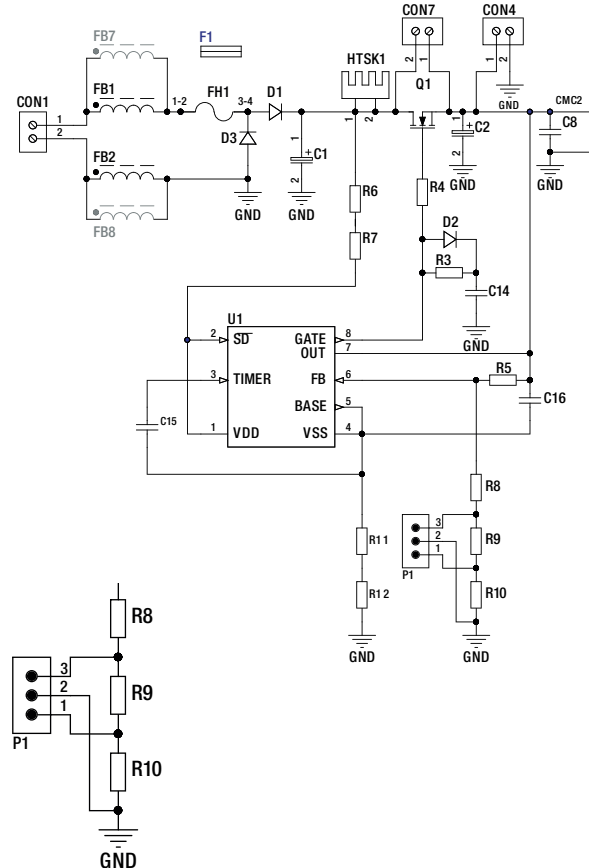 CON7
CON4
FB7
F1
2
1
1
2
HTSK1
FB1
1-2
FH1
3-4
D1
Q1
GND
CMC2
CON1
1
2
1
2
D3
1
+
C1
2
1
+
C2
2
C8
FB2
GND
GND
R6
R4
GND
GND
FB8
R7
D2
R3
C14
U1
GND
2
SD
GATE
8
OUT
7
3
TIMER
FB
6
R5
C15
BASE
5
C16
1
VDD
VSS
4
R8
3
2
1
R9
R11
P1
R12
R10
GND
GND
R8
3
2
1
R9
P1
R10
GND